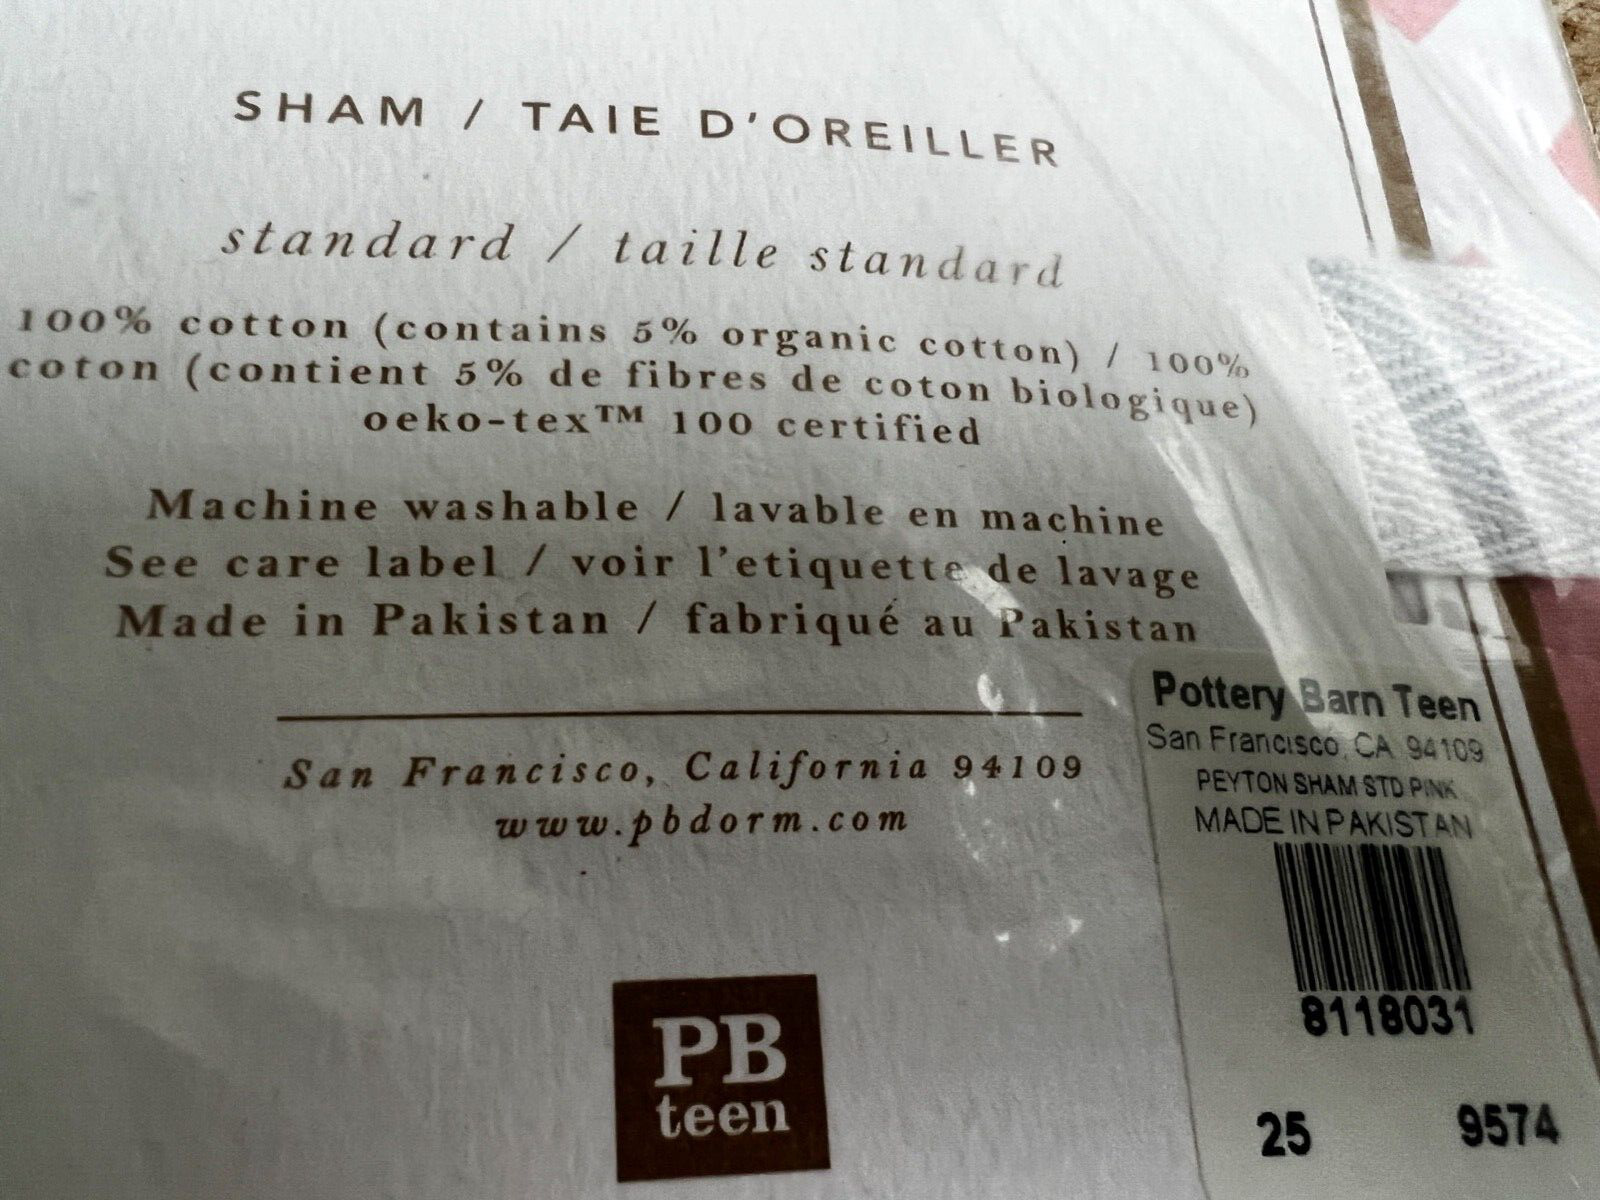 SHAM / TAIE D'OREILLER
standard / taille standard
100% cotton (contains 5% organic cotton) / 100%
coton (contient 5% de fibres de coton biologique)
oeko-tex™ 100 certified
Machine washable / lavable en machine
See care label / voir l'etiquette de lavage
Made in Pakistan / fabriqué au Pakistan
San Francisco, California 94109
www.pbdorm.com
PB
teen
Pottery Barn Teen
San Francisco, CA 94109
PEYTON SHAM STD PINK
MADE IN PAKISTAN
8118031
25 9574